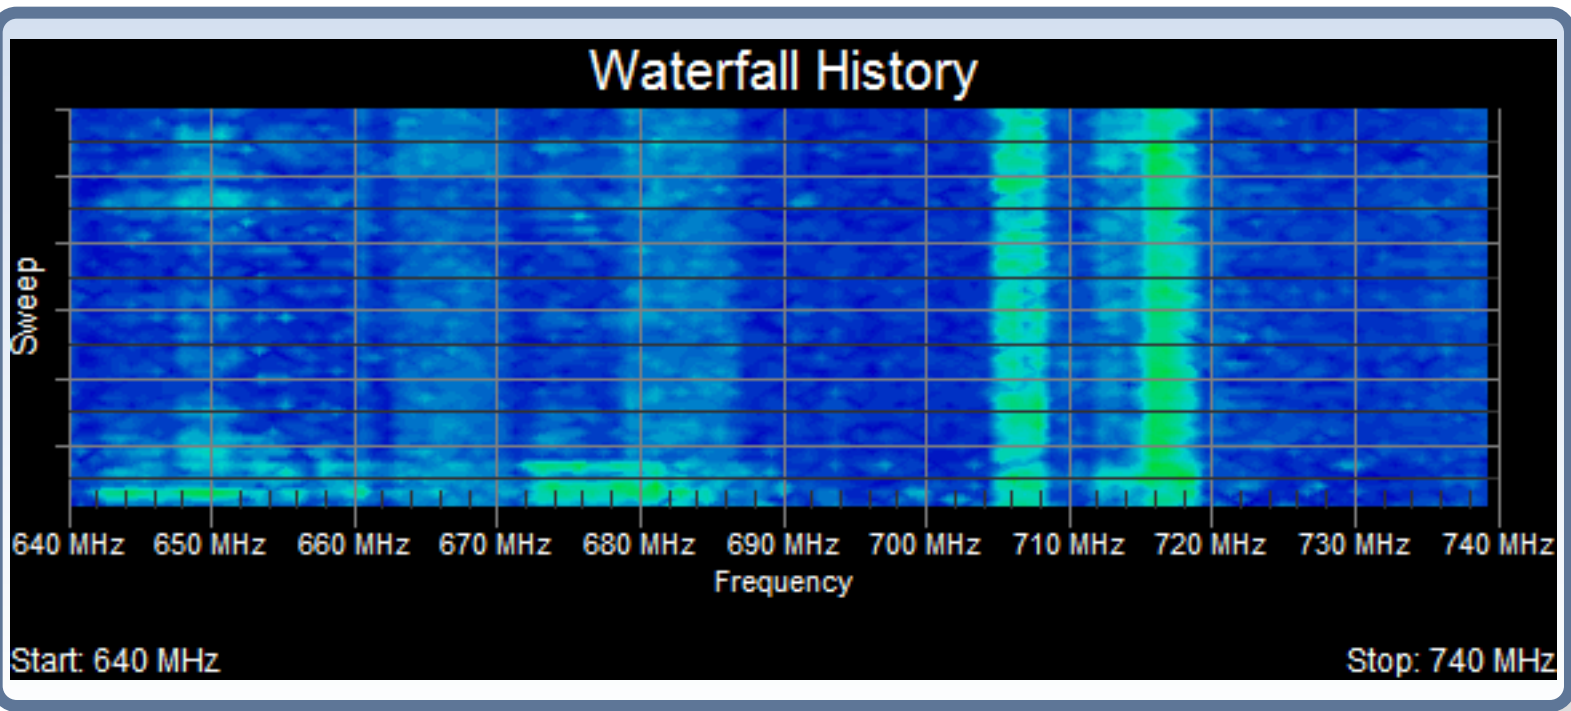 Waterfall History
Sweep
640 MHz 650 MHz 660 MHz 670 MHz 680 MHz 690 MHz 700 MHz 710 MHz 720 MHz 730 MHz 740 MHz
Frequency
Start: 640 MHz
Stop: 740 MHz